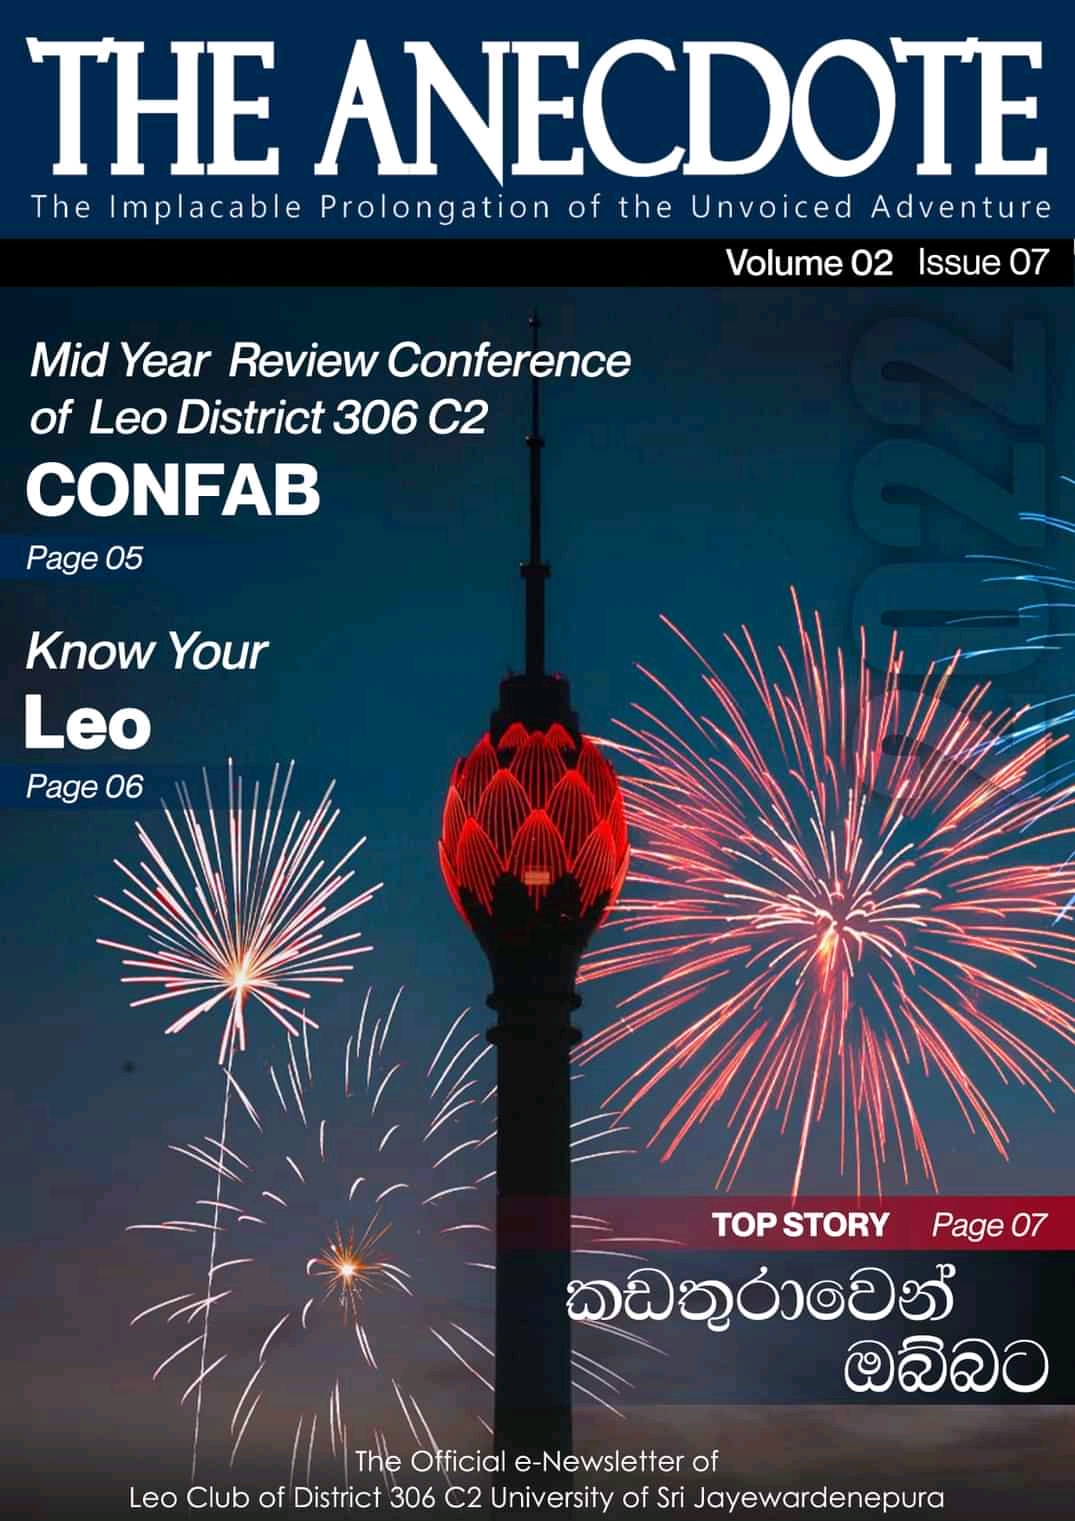 THE ANECDOTE
The Implacable Prolongation of the Unvoiced Adventure
Volume 02 Issue 07
2022
Mid Year Review Conference
of Leo District 306 C2
CONFAB
Page 05
Know Your
Leo
Page 06
TOP STORY Page 07
කඩතුරාවෙන්
ඔබ්බට
The Official e-Newsletter of
Leo Club of District 306 C2 University of Sri Jayewardenepura